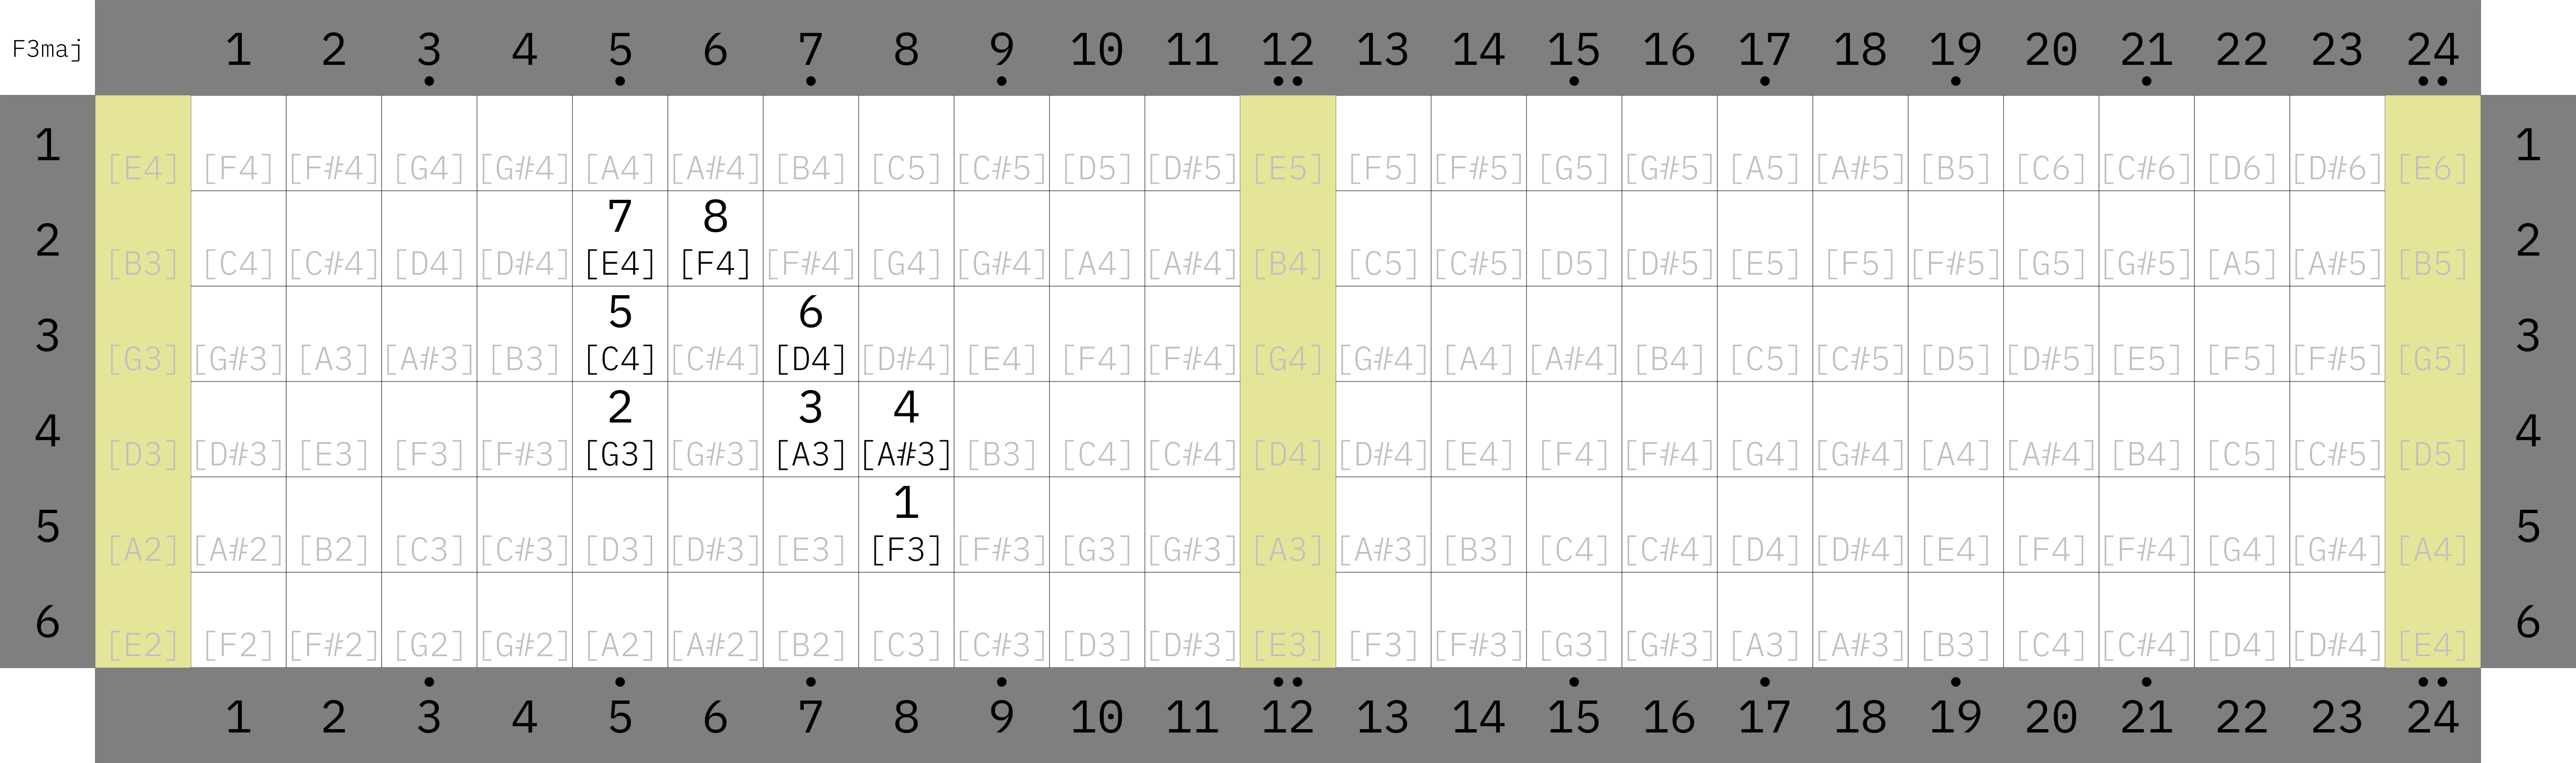 F3maj 1 2 3 4 5 6 7 8 9 10 11 12 13 14 15 16 17 18 19 20 21 22 23 24
1 [E4] [F4] [F#4] [G4] [G#4] [A4] [A#4] [B4] [C5] [C#5] [D5] [D#5] [E5] [F5] [F#5] [G5] [G#5] [A5] [A#5] [B5] [C6] [C#6] [D6] [D#6] [E6] 1
7 8
2 [B3] [C4] [C#4] [D4] [D#4] [E4] [F4] [F#4] [G4] [G#4] [A4] [A#4] [B4] [C5] [C#5] [D5] [D#5] [E5] [F5] [F#5] [G5] [G#5] [A5] [A#5] [B5] 2
5 6
3 [G3] [G#3] [A3] [A#3] [B3] [C4] [C#4] [D4] [D#4] [E4] [F4] [F#4] [G4] [G#4] [A4] [A#4] [B4] [C5] [C#5] [D5] [D#5] [E5] [F5] [F#5] [G5] 3
2 3 4
4 [D3] [D#3] [E3] [F3] [F#3] [G3] [G#3] [A3] [A#3] [B3] [C4] [C#4] [D4] [D#4] [E4] [F4] [F#4] [G4] [G#4] [A4] [A#4] [B4] [C5] [C#5] [D5] 4
1
5 [A2] [A#2] [B2] [C3] [C#3] [D3] [D#3] [E3] [F3] [F#3] [G3] [G#3] [A3] [A#3] [B3] [C4] [C#4] [D4] [D#4] [E4] [F4] [F#4] [G4] [G#4] [A4] 5
6 [E2] [F2] [F#2] [G2] [G#2] [A2] [A#2] [B2] [C3] [C#3] [D3] [D#3] [E3] [F3] [F#3] [G3] [G#3] [A3] [A#3] [B3] [C4] [C#4] [D4] [D#4] [E4] 6
1 2 3 4 5 6 7 8 9 10 11 12 13 14 15 16 17 18 19 20 21 22 23 24